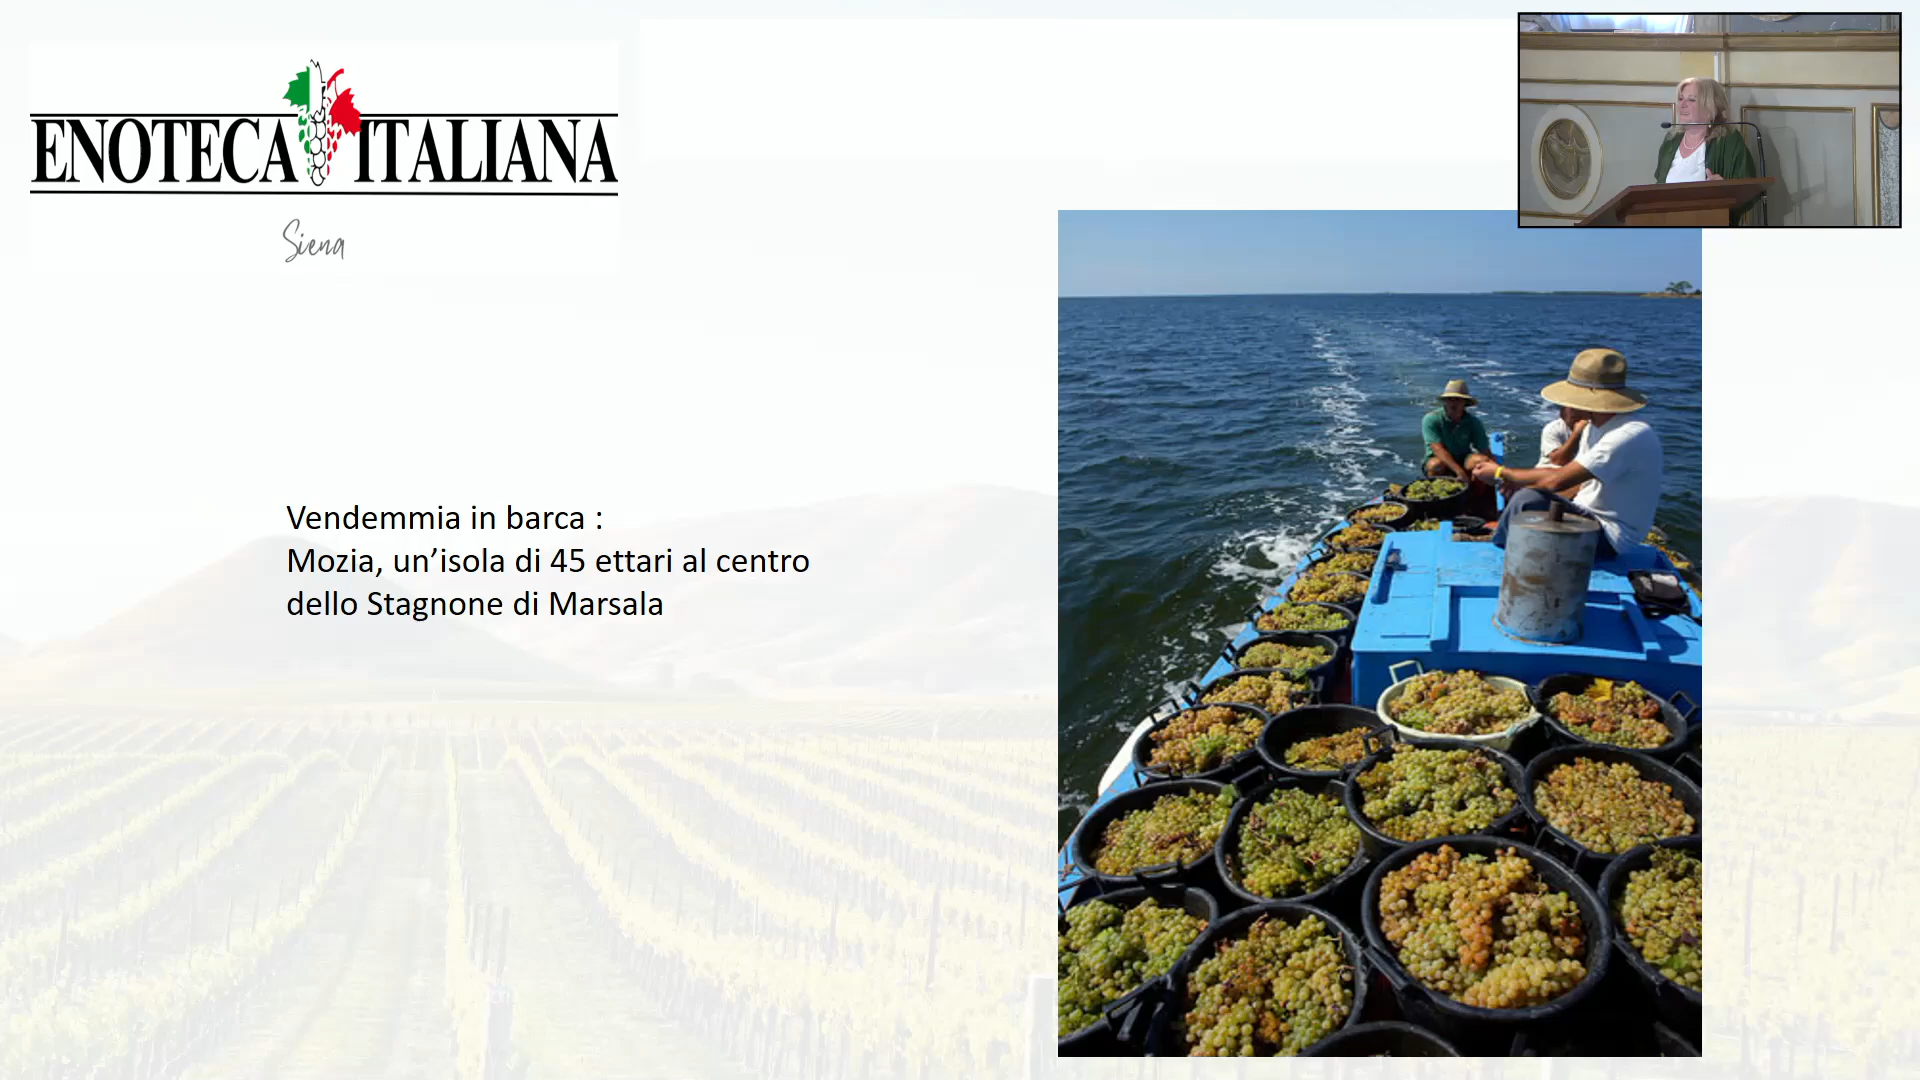 ENOTECA ITALIANA
Siena
Vendemmia in barca :
Mozia, un’isola di 45 ettari al centro
dello Stagnone di Marsala